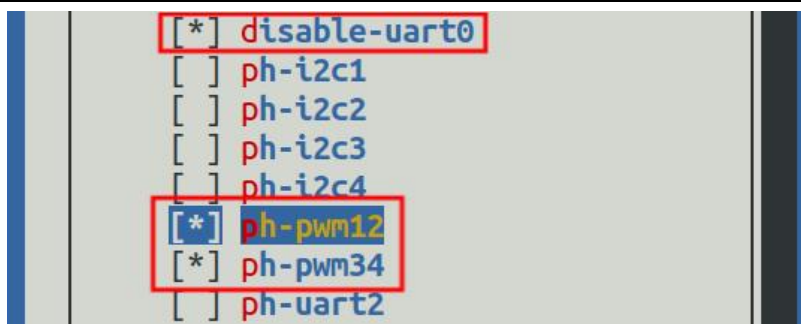 [*] disable-uart0
[ ] ph-i2c1
[ ] ph-i2c2
[ ] ph-i2c3
[ ] ph-i2c4
[*] ph-pwm12
[*] ph-pwm34
[ ] ph-uart2